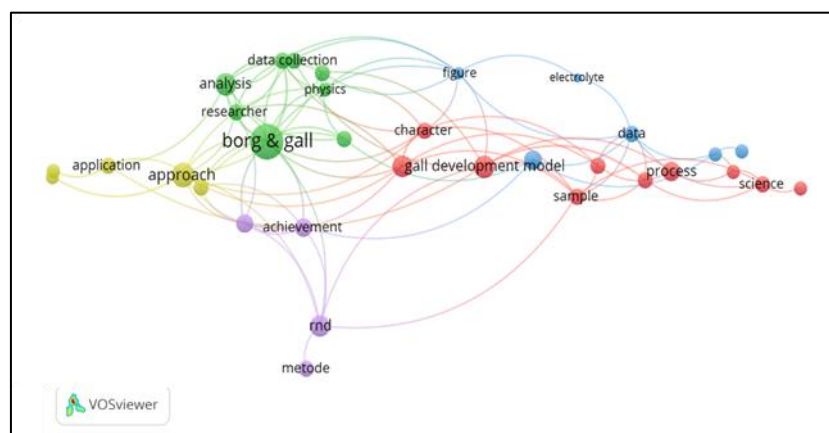 data collection
figure
electrolyte
analysis
physics
researcher
character
data
borg & gall
application
approach
gall development model
process
science
sample
achievement
rnd
metode
VOSviewer